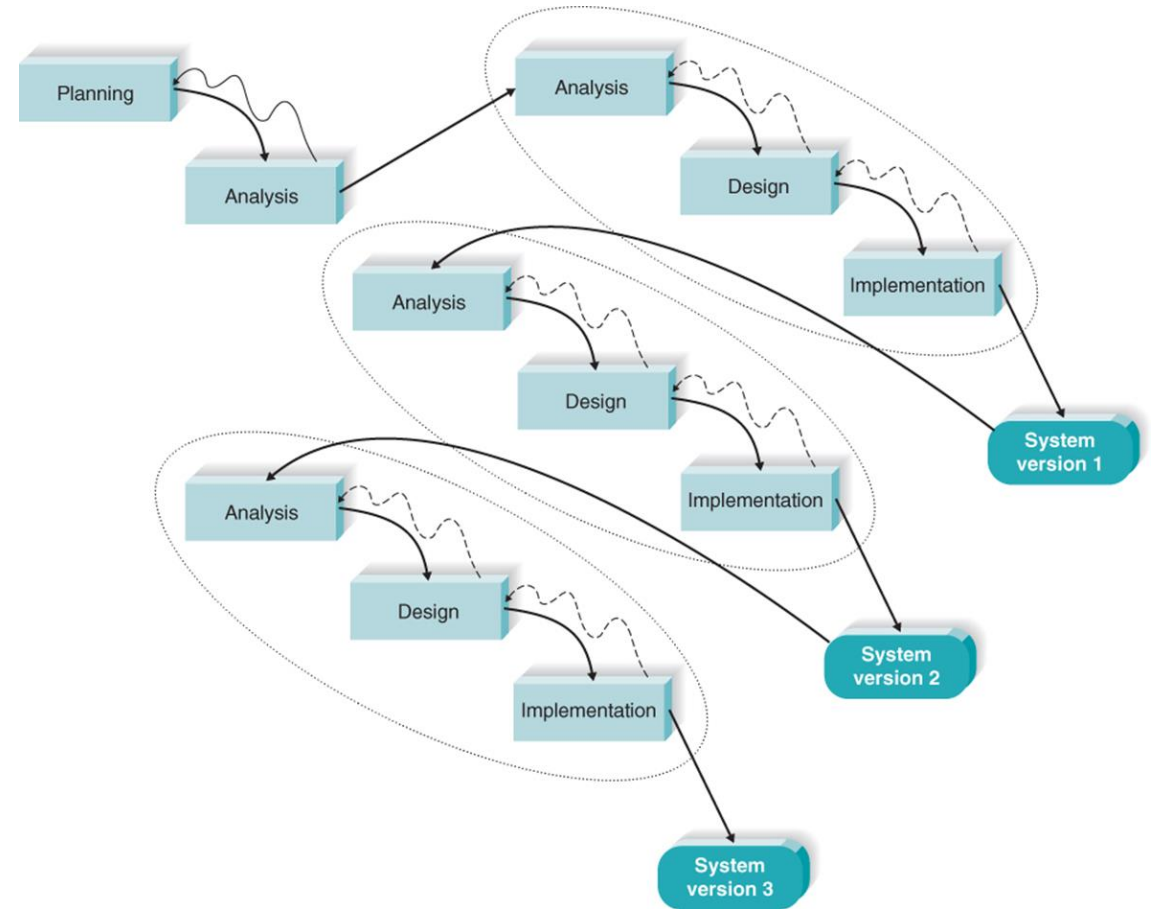 Planning
Analysis
Analysis
Design
Implementation
System
version 1
Analysis
Design
Implementation
System
version 2
Analysis
Design
Implementation
System
version 3